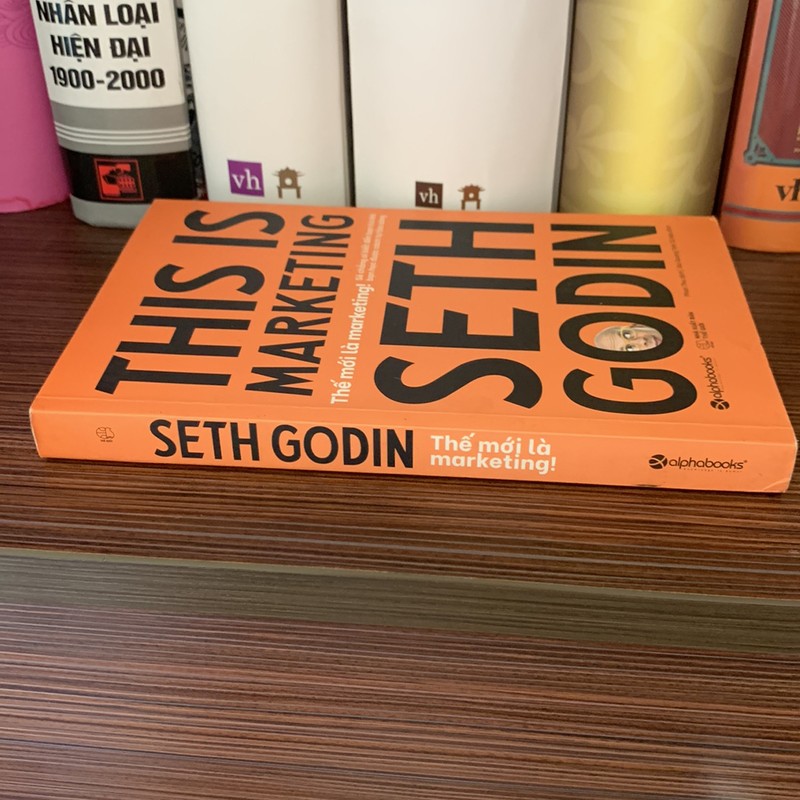 NHÂN LOẠI
HIỆN ĐẠI
1900-2000
vh
vh
vh
THIS IS
MARKETING
Thế mới là marketing!
SETH
GODIN
alphabooks
SETH GODIN
Thế mới là
marketing!
alphabooks®